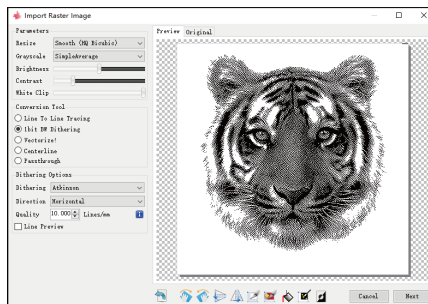 Import Raster Image
Parameters
Resize Smooth (HQ Bicubic)
Grayscale SimpleAverage
Brightness
Contrast
White Clip
Conversion Tool
Line To Line Tracing
1bit BW Dithering
Vectorize!
Centerline
Passthrough
Dithering Options
Dithering Atkinson
Direction Horizontal
Quality 10.000 Lines/mm
Line Preview
Preview Original
Cancel Next